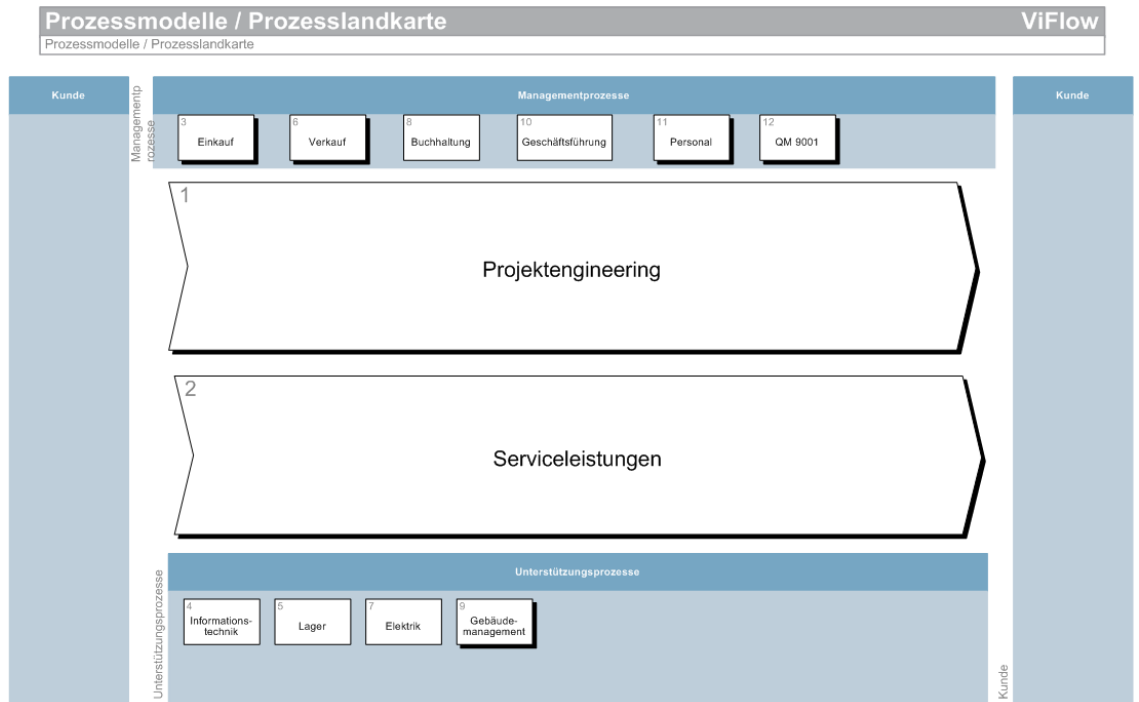 Prozessmodelle / Prozesslandkarte ViFlow
Prozessmodelle / Prozesslandkarte
Kunde
Managementp
rozesse
Managementprozesse
Kunde
3
Einkauf
6
Verkauf
8
Buchhaltung
10
Geschäftsführung
11
Personal
12
QM 9001
1
Projektengineering
2
Serviceleistungen
Unterstützungsprozesse
Unterstützungsprozesse
4
Informations-
technik
5
Lager
7
Elektrik
9
Gebäude-
management
Kunde